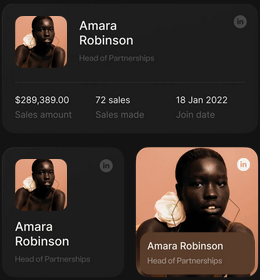 Amara
Robinson
in
Head of Partnerships
$289,389.00
72 sales
18 Jan 2022
Sales amount
Sales made
Join date
in
Amara
Robinson
Head of Partnerships
in
Amara Robinson
Head of Partnerships